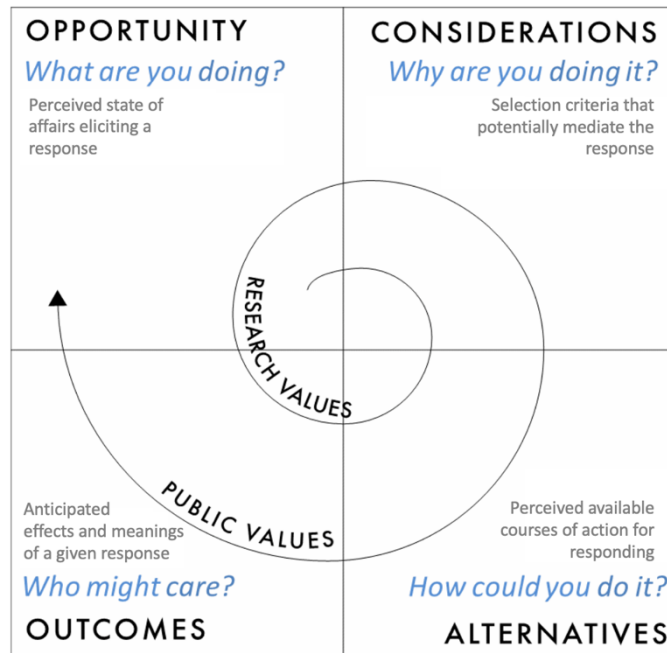 OPPORTUNITY
What are you doing?
Perceived state of
affairs eliciting a
response
CONSIDERATIONS
Why are you doing it?
Selection criteria that
potentially mediate the
response
RESEARCH VALUES
PUBLIC VALUES
Anticipated
effects and meanings
of a given response
Who might care?
OUTCOMES
Perceived available
courses of action for
responding
How could you do it?
ALTERNATIVES